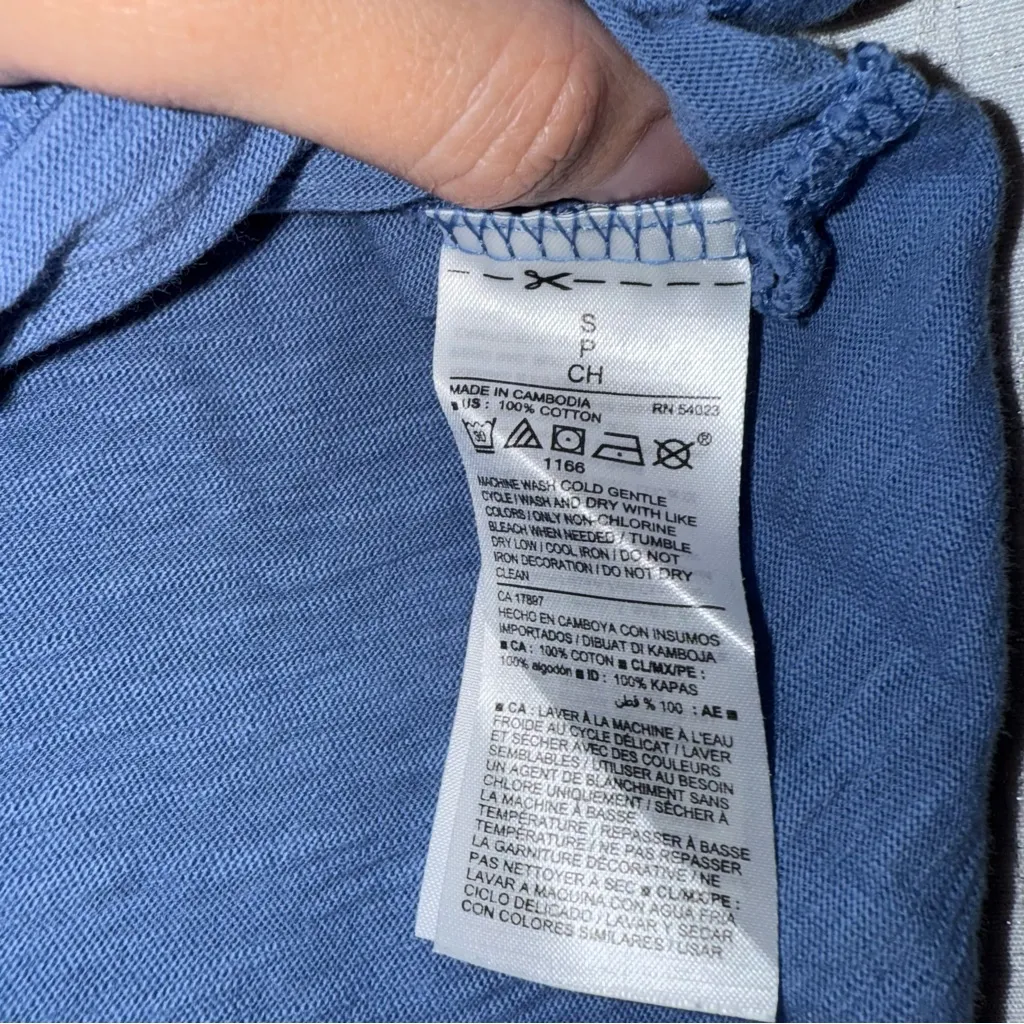 S
P
CH
MADE IN CAMBODIA RN 54023
■ US : 100% COTTON
30
®
1166
MACHINE WASH COLD GENTLE
CYCLE / WASH AND DRY WITH LIKE
COLORS / ONLY NON-CHLORINE
BLEACH WHEN NEEDED / TUMBLE
DRY LOW / COOL IRON / DO NOT
IRON DECORATION / DO NOT DRY
CLEAN
CA 17897
HECHO EN CAMBOYA CON INSUMOS
IMPORTADOS / DIBUAT DI KAMBOJA
■ CA : 100% COTON ■ CL/MX/PE :
100% algodón ■ ID : 100% KAPAS
■ AE : 100 % قطن
■ CA : LAVER À LA MACHINE À L'EAU
FROIDE AU CYCLE DÉLICAT / LAVER
ET SÉCHER AVEC DES COULEURS
SEMBLABLES / UTILISER AU BESOIN
UN AGENT DE BLANCHIMENT SANS
CHLORE UNIQUEMENT / SÉCHER À
LA MACHINE À BASSE
TEMPÉRATURE / REPASSER À BASSE
TEMPÉRATURE / NE PAS REPASSER
LA GARNITURE DÉCORATIVE / NE
PAS NETTOYER À SEC ■ CL/MX/PE :
LAVAR A MAQUINA CON AGUA FRIA
CICLO DELICADO / LAVAR Y SECAR
CON COLORES SIMILARES / USAR